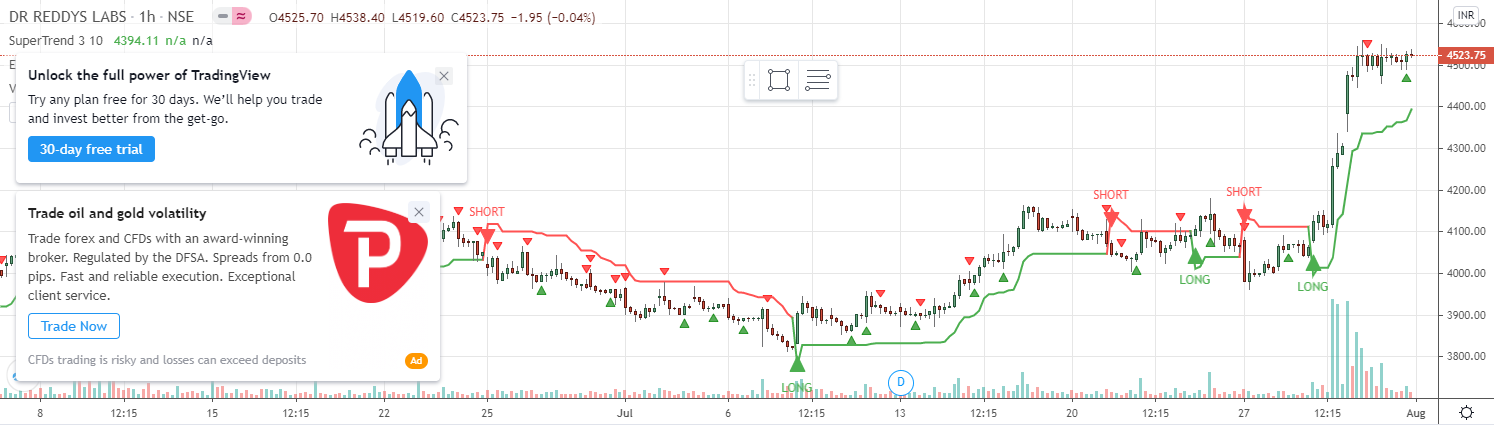 DR REDDYS LABS · 1h · NSE O4525.70 H4538.40 L4519.60 C4523.75 −1.95 (−0.04%)
SuperTrend 3 10 4394.11 n/a n/a
E
Unlock the full power of TradingView
Try any plan free for 30 days. We'll help you trade
and invest better from the get-go.
30-day free trial
Trade oil and gold volatility
Trade forex and CFDs with an award-winning
broker. Regulated by the DFSA. Spreads from 0.0
pips. Fast and reliable execution. Exceptional
client service.
Trade Now
CFDs trading is risky and losses can exceed deposits
Ad
P
SHORT
LONG
D
SHORT
LONG
SHORT
LONG
INR
4523.75
4500.00
4400.00
4300.00
4200.00
4100.00
4000.00
3900.00
3800.00
8 12:15 15 12:15 22 25 Jul 6 12:15 13 12:15 20 12:15 27 12:15 Aug